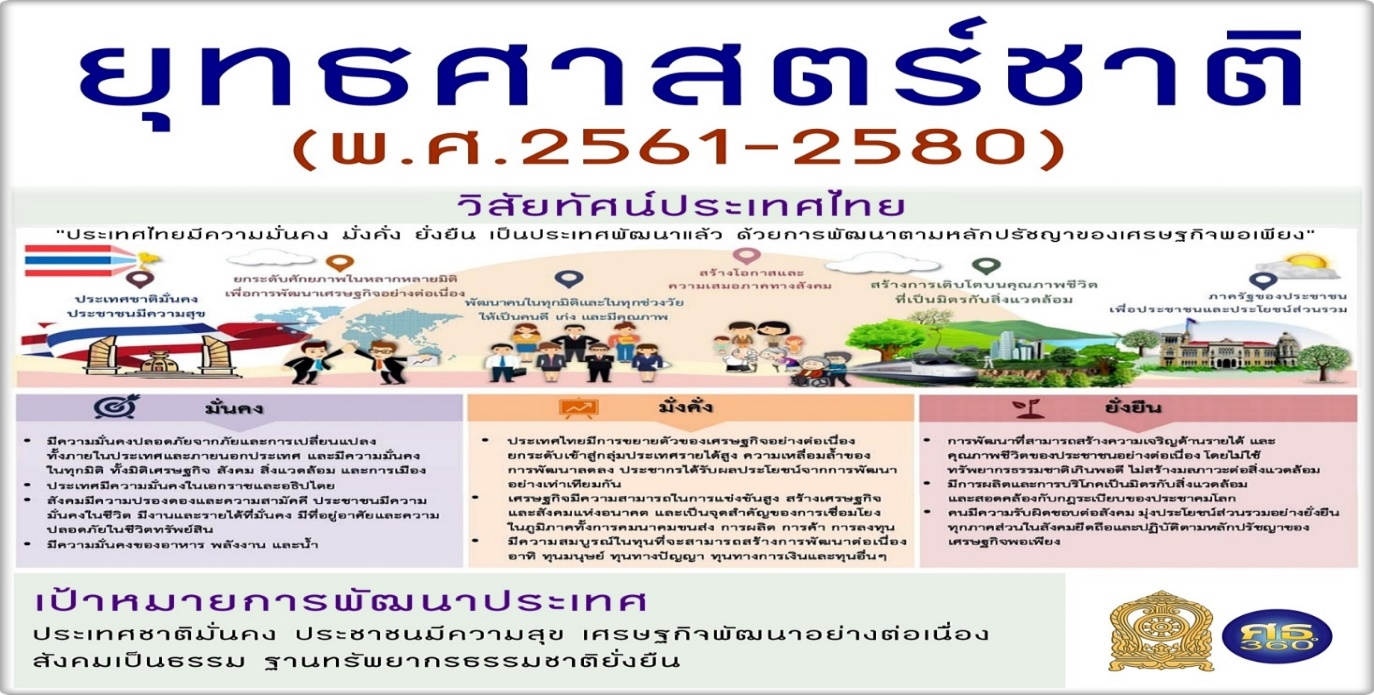 ยุทธศาสตร์ชาติ
(พ.ศ.2561-2580)
วิสัยทัศน์ประเทศไทย
"ประเทศไทยมีความมั่นคง มั่งคั่ง ยั่งยืน เป็นประเทศพัฒนาแล้ว ด้วยการพัฒนาตามหลักปรัชญาของเศรษฐกิจพอเพียง"
ประเทศชาติมั่นคง
ประชาชนมีความสุข
ยกระดับศักยภาพในหลากหลายมิติ
เพื่อการพัฒนาเศรษฐกิจอย่างต่อเนื่อง
พัฒนาคนในทุกมิติและในทุกช่วงวัย
ให้เป็นคนดี เก่ง และมีคุณภาพ
สร้างโอกาสและ
ความเสมอภาคทางสังคม
สร้างการเติบโตบนคุณภาพชีวิต
ที่เป็นมิตรกับสิ่งแวดล้อม
ภาครัฐของประชาชน
เพื่อประชาชนและประโยชน์ส่วนรวม
มั่นคง
• มีความมั่นคงปลอดภัยจากภัยและการเปลี่ยนแปลง
ทั้งภายในประเทศและภายนอกประเทศ และมีความมั่นคง
ในทุกมิติ ทั้งมิติเศรษฐกิจ สังคม สิ่งแวดล้อม และการเมือง
• ประเทศมีความมั่นคงในเอกราชและอธิปไตย
• สังคมมีความปรองดองและความสามัคคี ประชาชนมีความ
มั่นคงในชีวิต มีงานและรายได้ที่มั่นคง มีที่อยู่อาศัยและความ
ปลอดภัยในชีวิตทรัพย์สิน
• มีความมั่นคงของอาหาร พลังงาน และน้ำ
มั่งคั่ง
• ประเทศไทยมีการขยายตัวของเศรษฐกิจอย่างต่อเนื่อง
ยกระดับเข้าสู่กลุ่มประเทศรายได้สูง ความเหลื่อมล้ำของ
การพัฒนาลดลง ประชากรได้รับผลประโยชน์จากการพัฒนา
อย่างเท่าเทียมกัน
• เศรษฐกิจมีความสามารถในการแข่งขันสูง สร้างเศรษฐกิจ
และสังคมแห่งอนาคต และเป็นจุดสำคัญของการเชื่อมโยง
ในภูมิภาคทั้งการคมนาคมขนส่ง การผลิต การค้า การลงทุน
• มีความสมบูรณ์ในทุนที่จะสามารถสร้างการพัฒนาต่อเนื่อง
อาทิ ทุนมนุษย์ ทุนทางปัญญา ทุนทางการเงินและทุนอื่นๆ
ยั่งยืน
• การพัฒนาที่สามารถสร้างความเจริญด้านรายได้ และ
คุณภาพชีวิตของประชาชนอย่างต่อเนื่อง โดยไม่ใช้
ทรัพยากรธรรมชาติเกินพอดี ไม่สร้างมลภาวะต่อสิ่งแวดล้อม
• มีการผลิตและการบริโภคเป็นมิตรกับสิ่งแวดล้อม
และสอดคล้องกับกฎระเบียบของประชาคมโลก
• คนมีความรับผิดชอบต่อสังคม มุ่งประโยชน์ส่วนรวมอย่างยั่งยืน
ทุกภาคส่วนในสังคมยึดถือและปฏิบัติตามหลักปรัชญาของ
เศรษฐกิจพอเพียง
เป้าหมายการพัฒนาประเทศ
ประเทศชาติมั่นคง ประชาชนมีความสุข เศรษฐกิจพัฒนาอย่างต่อเนื่อง
สังคมเป็นธรรม ฐานทรัพยากรธรรมชาติยั่งยืน
ศธ.
360°